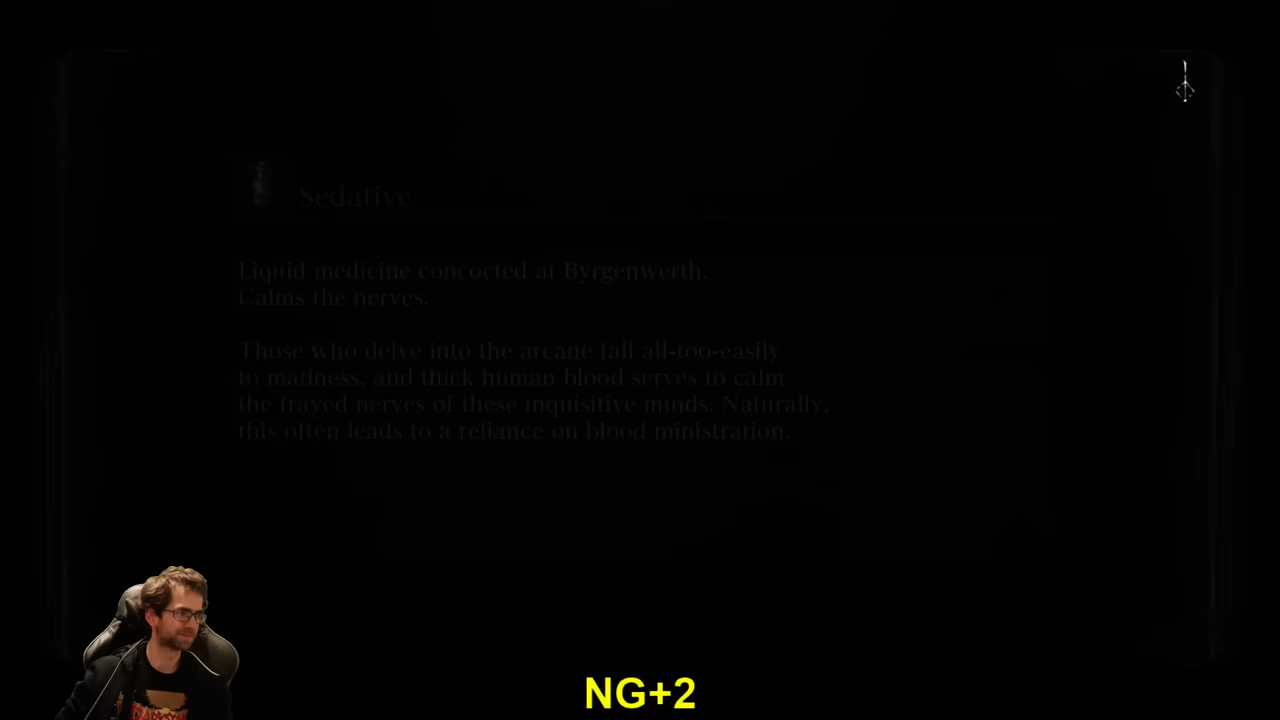 Sedative
Liquid medicine concocted at Byrgenwerth.
Calms the nerves.
Those who delve into the arcane fall all-too-easily
to madness, and thick human blood serves to calm
the frayed nerves of these inquisitive minds. Naturally,
this often leads to a reliance on blood ministration.
NG+2